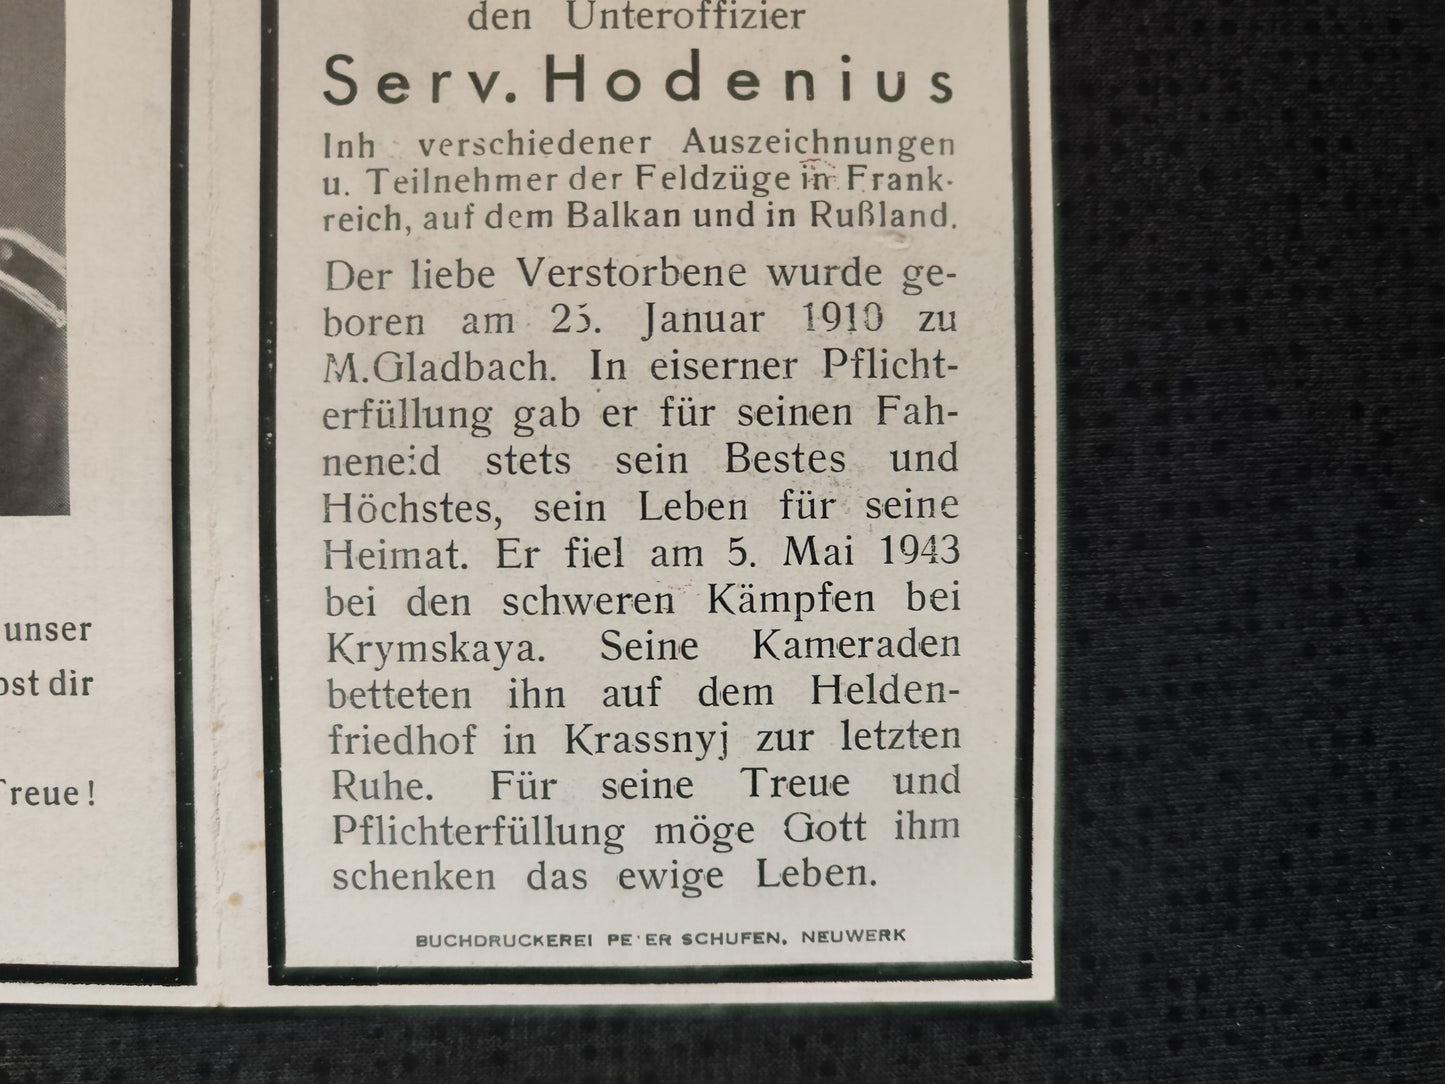 unser
ost dir
Treue!
den Unteroffizier
Serv. Hodenius
Inh verschiedener Auszeichnungen
u. Teilnehmer der Feldzüge in Frank-
reich, auf dem Balkan und in Rußland.
Der liebe Verstorbene wurde ge-
boren am 25. Januar 1910 zu
M.Gladbach. In eiserner Pflicht-
erfüllung gab er für seinen Fah-
neneid stets sein Bestes und
Höchstes, sein Leben für seine
Heimat. Er fiel am 5. Mai 1943
bei den schweren Kämpfen bei
Krymskaya. Seine Kameraden
betteten ihn auf dem Helden-
friedhof in Krassnyj zur letzten
Ruhe. Für seine Treue und
Pflichterfüllung möge Gott ihm
schenken das ewige Leben.
BUCHDRUCKEREI PETER SCHUFEN, NEUWERK